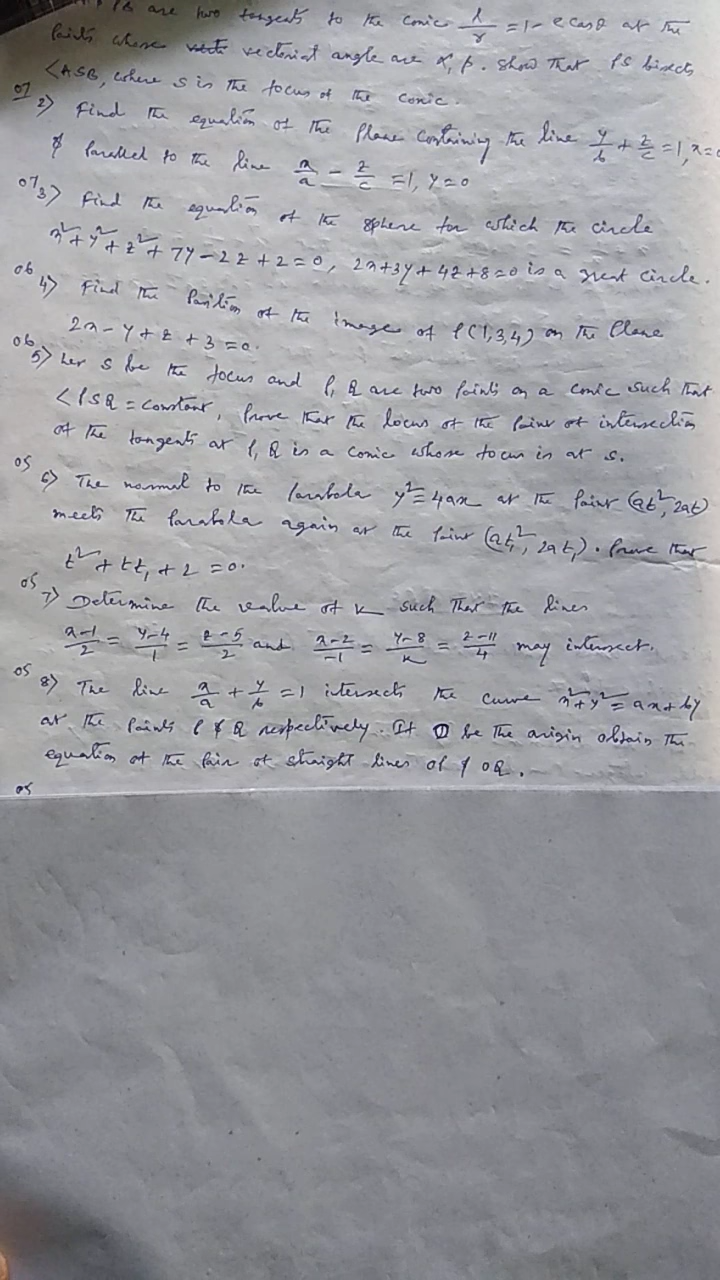 PB are two tangents to the conic l/r = 1 - e cosθ at the
points whose vectorial angle are α, β. Show that PS bisects
<ASB, where S is the focus of the conic.
07
2) Find the equation of the Plane Containing the line y/b + z/c = 1, x=0
& Parallel to the line x/a - z/c = 1, y=0
07
3) Find the equation of the sphere for which the circle
x²+y²+z²+7y-2z+2=0, 2x+3y+4z+8=0 is a great circle.
06
4) Find the Position of the image of P(1,3,4) on the Plane
2x-y+z+3=0.
06
5) Let S be the focus and P, Q are two points on a conic such that
<PSQ = constant, Prove that the locus of the point of intersection
of the tangents at P, Q is a conic whose focus is at S.
05
6) The normal to the Parabola y²=4ax at the point (at², 2at)
meets the Parabola again at the point (at₁², 2at₁). Prove that
t²+tt₁+2=0.
05
7) Determine the value of k such that the lines
x-1/2 = y-4/1 = z-5/2 and x-2/-1 = y-8/k = z-11/4 may intersect.
05
8) The line x/a + y/b = 1 itersects the curve x²+y²=ax+by
at the points P & Q respectively. If O be the origin obtain the
equation of the pair of straight lines OP & OQ.
05